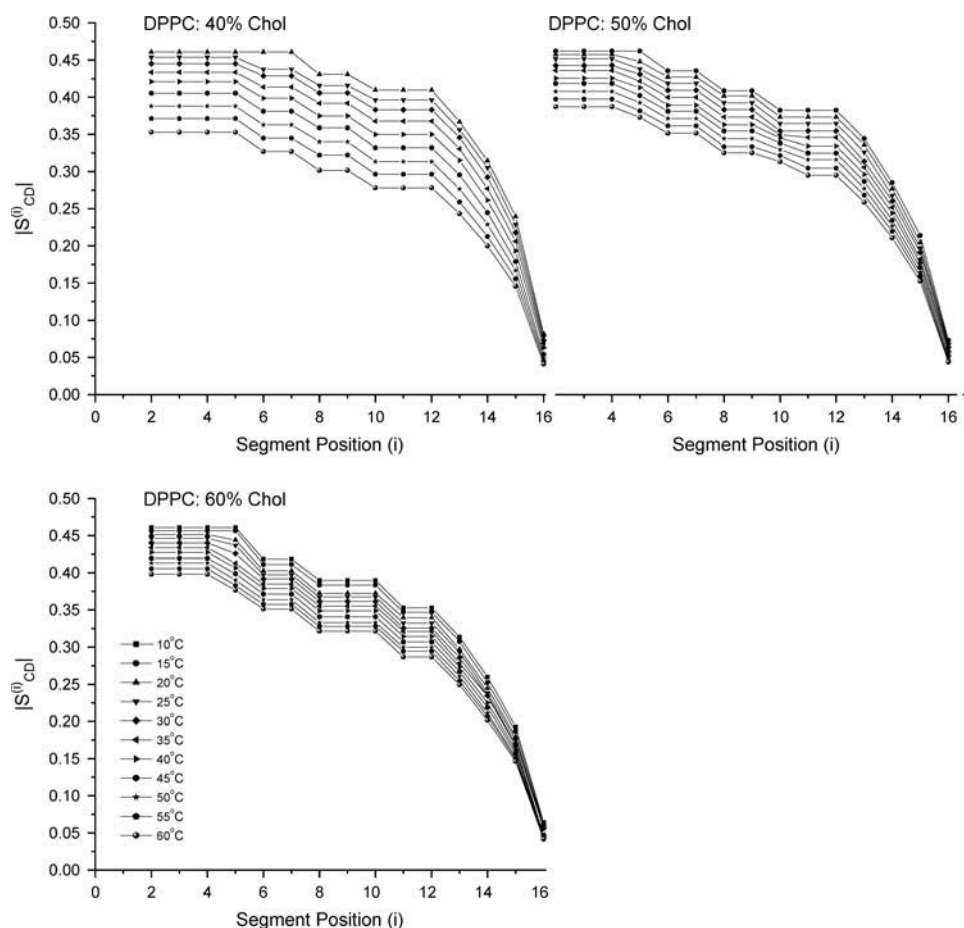 DPPC: 40% Chol
0.50
0.45
0.40
0.35
0.30
0.25
0.20
0.15
0.10
0.05
0.00
|S(i)CD|
0 2 4 6 8 10 12 14 16
Segment Position (i)
DPPC: 50% Chol
4 6 8 10 12 14 16
Segment Position (i)
DPPC: 60% Chol
0.50
0.45
0.40
0.35
0.30
0.25
0.20
0.15
0.10
0.05
0.00
|S(i)CD|
10°C
15°C
20°C
25°C
30°C
35°C
40°C
45°C
50°C
55°C
60°C
0 2 4 6 8 10 12 14 16
Segment Position (i)